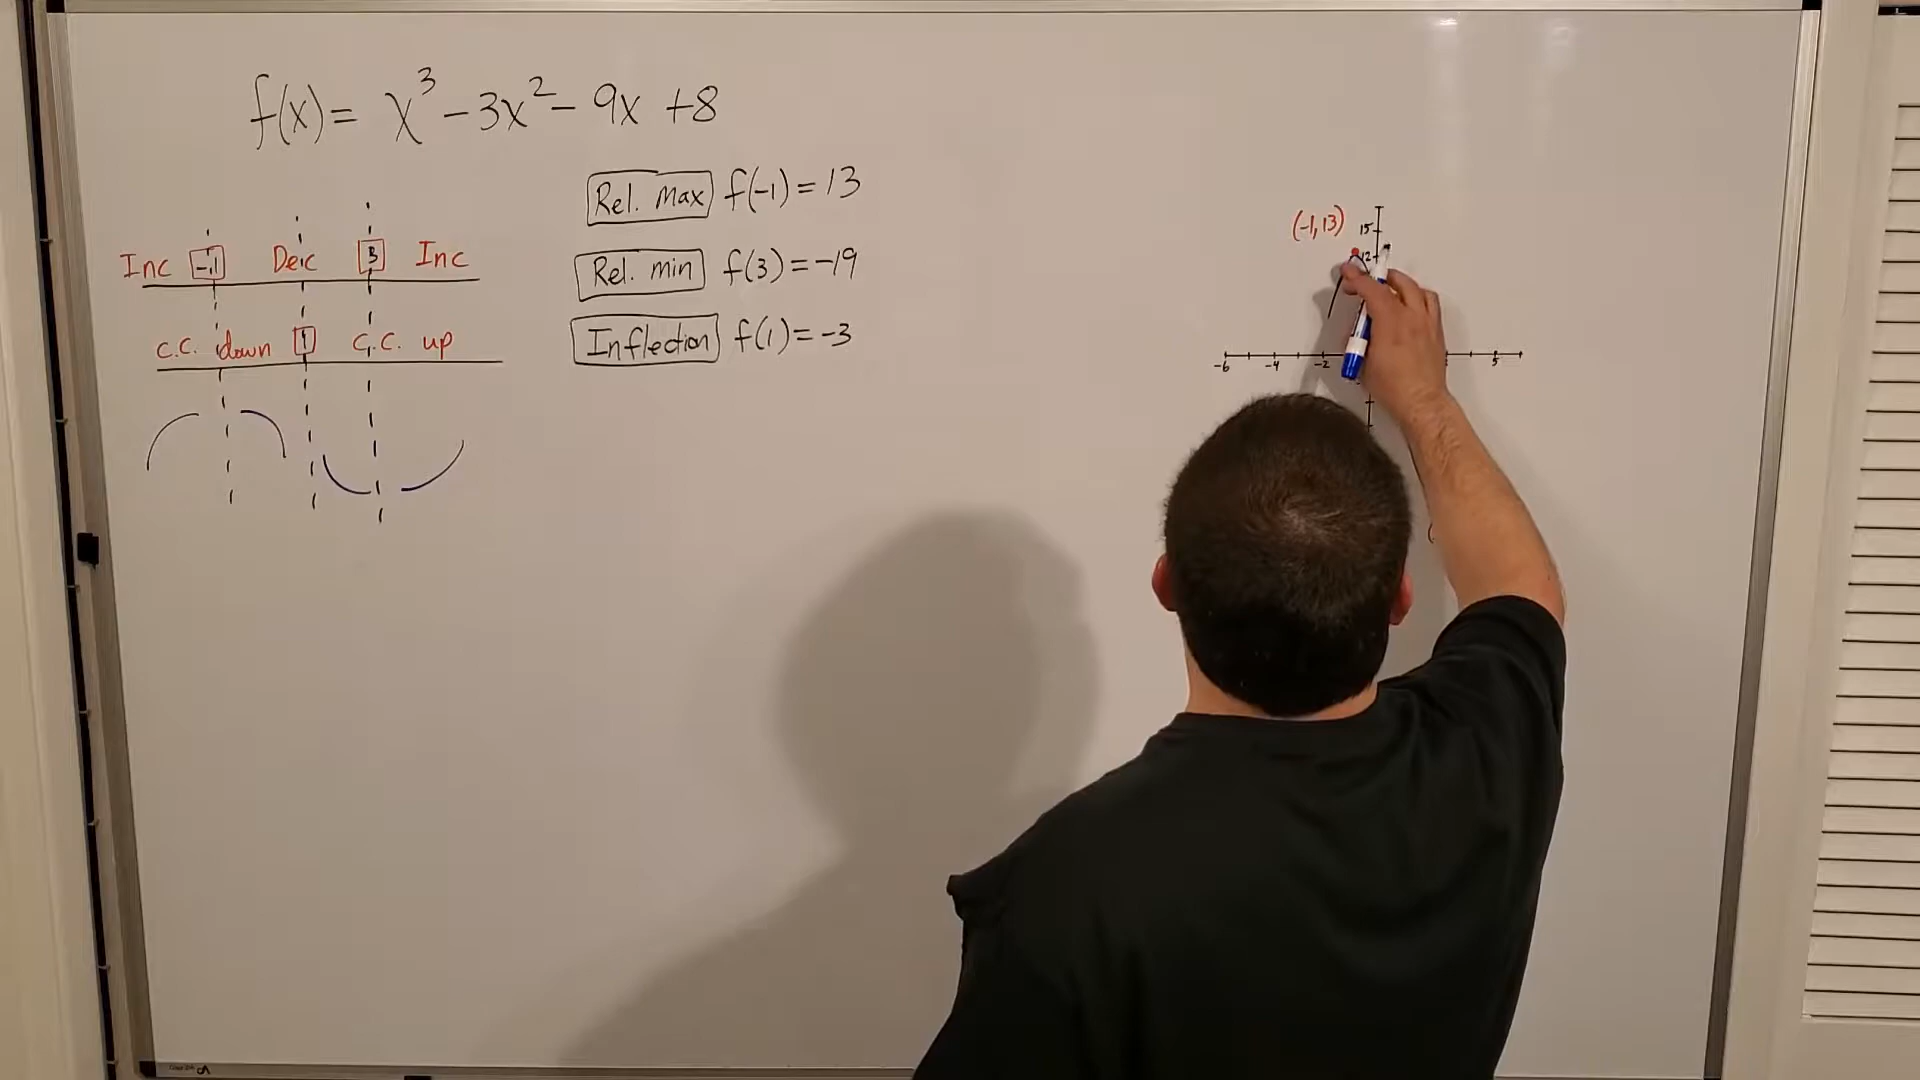 f(x) = x³ - 3x² - 9x + 8
Rel. Max f(-1) = 13
Rel. min f(3) = -19
Inflection f(1) = -3
Inc -1 Dec 3 Inc
c.c. down 1 c.c. up
(-1,13)
15
12
-6 -4 -2 5